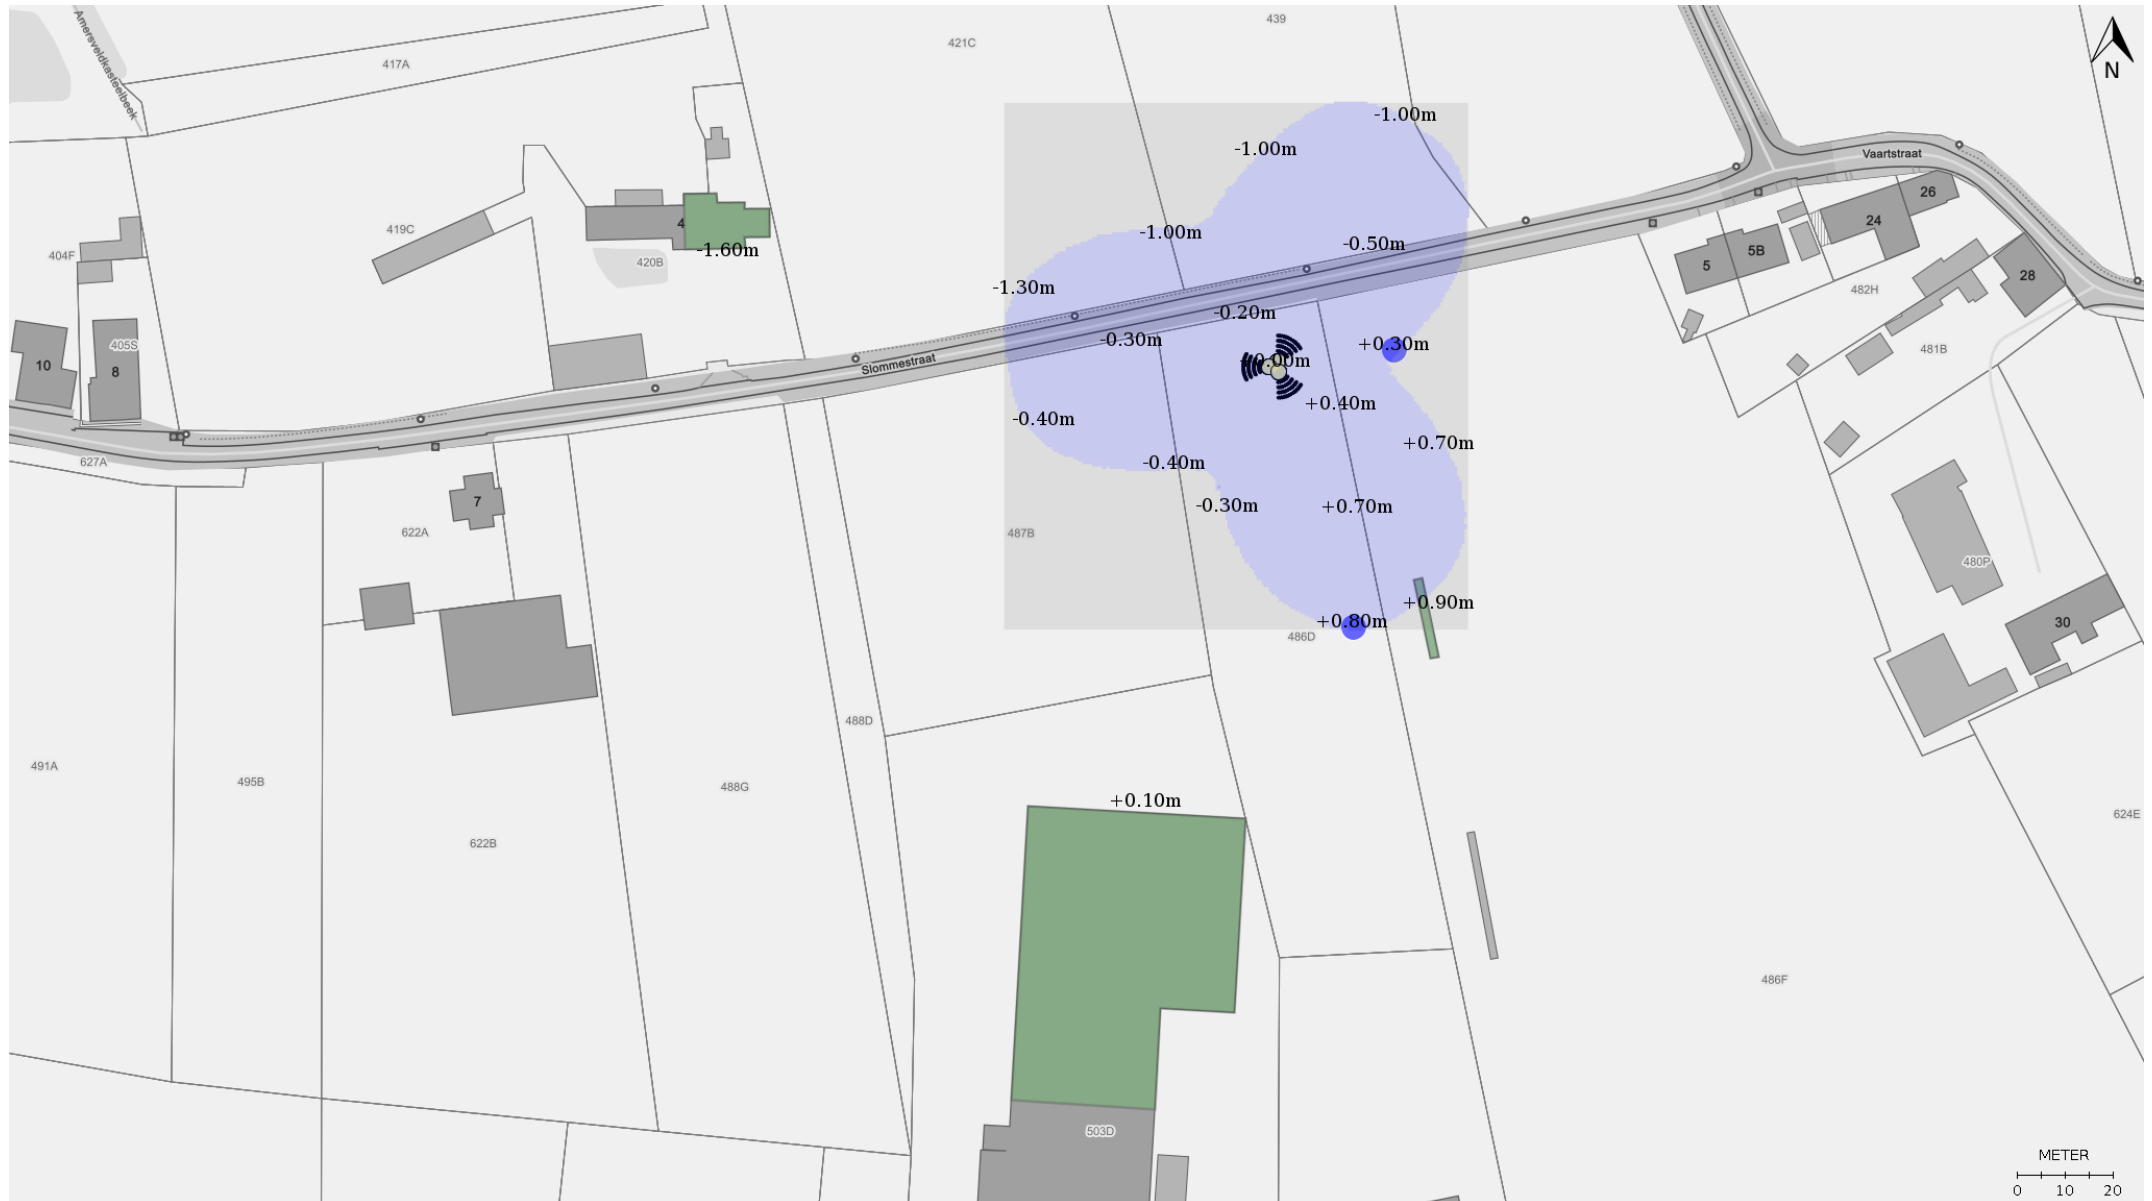 439
421C
417A
Amersveldkasteelbeek
N
-1.00m
-1.00m
Vaartstraat
26
24
4
419C
-1.00m
-0.50m
5B
5
-1.60m
404F
420B
28
-1.30m
482H
-0.20m
-0.30m
405S
+0.30m
481B
Slommestraat
10
8
+0.40m
-0.40m
+0.70m
627A
-0.40m
7
-0.30m
+0.70m
622A
487B
480P
+0.90m
+0.80m
30
486D
488D
491A
495B
488G
+0.10m
624E
622B
486F
503D
METER
0 10 20